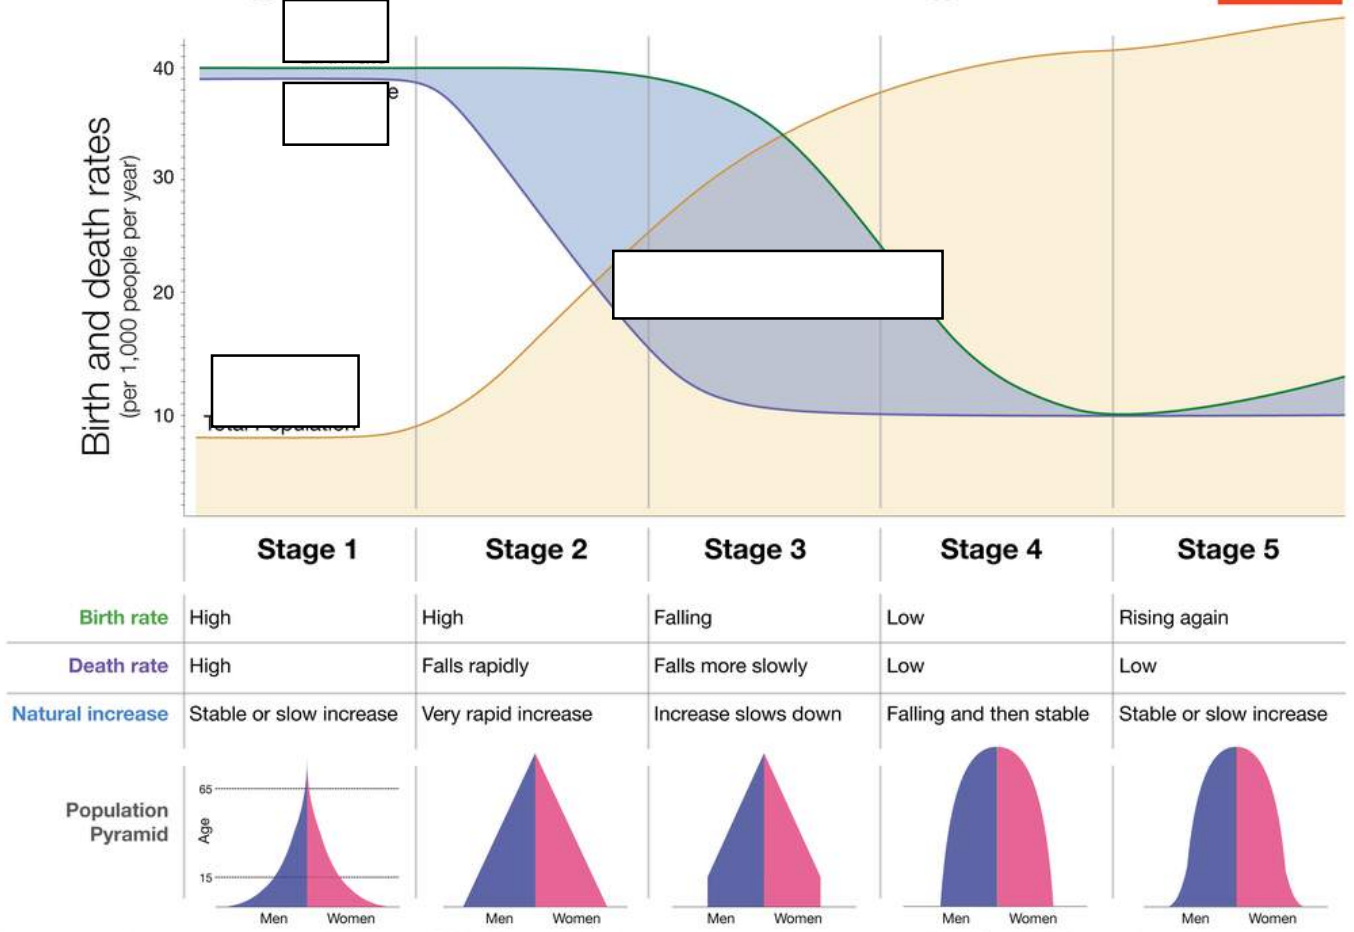 40
30
20
10
Birth and death rates
(per 1,000 people per year)
e
Stage 1 Stage 2 Stage 3 Stage 4 Stage 5
Birth rate High High Falling Low Rising again
Death rate High Falls rapidly Falls more slowly Low Low
Natural increase Stable or slow increase Very rapid increase Increase slows down Falling and then stable Stable or slow increase
Population
Pyramid
65
Age
15
Men Women Men Women Men Women Men Women Men Women